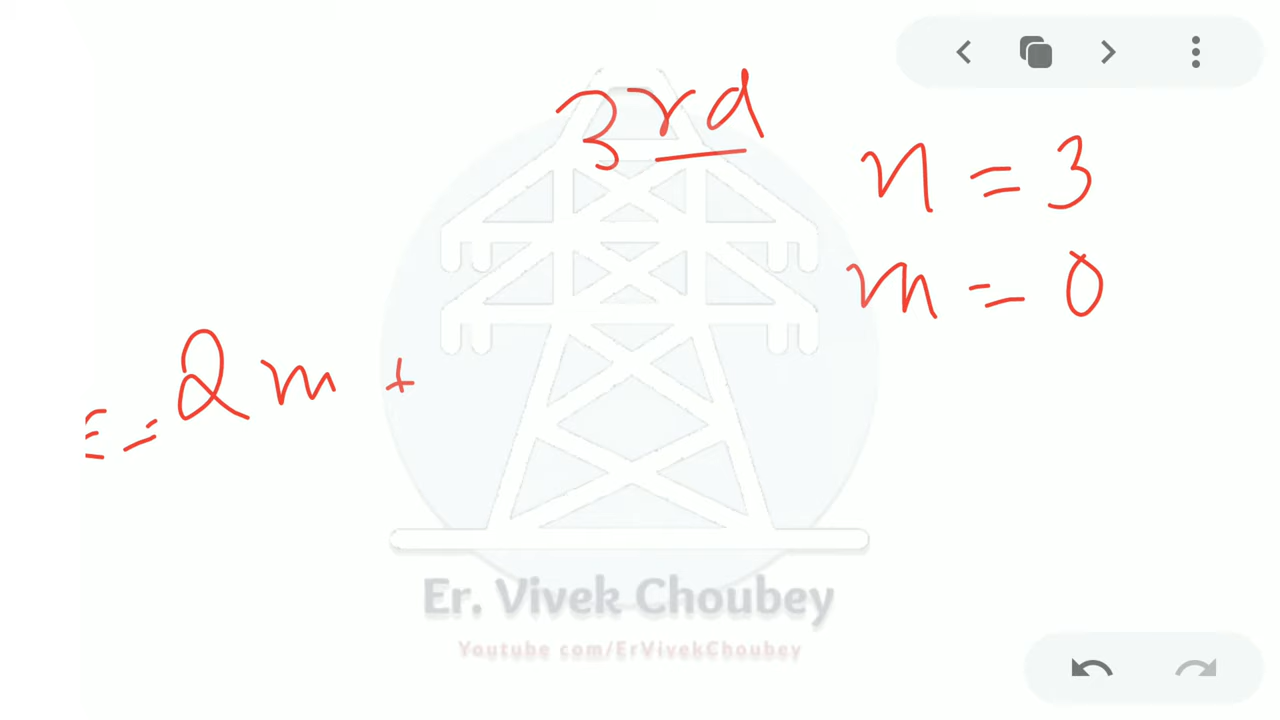 3rd
n = 3
m = 0
= 2m +
Er. Vivek Choubey
Youtube com/ErVivekChoubey